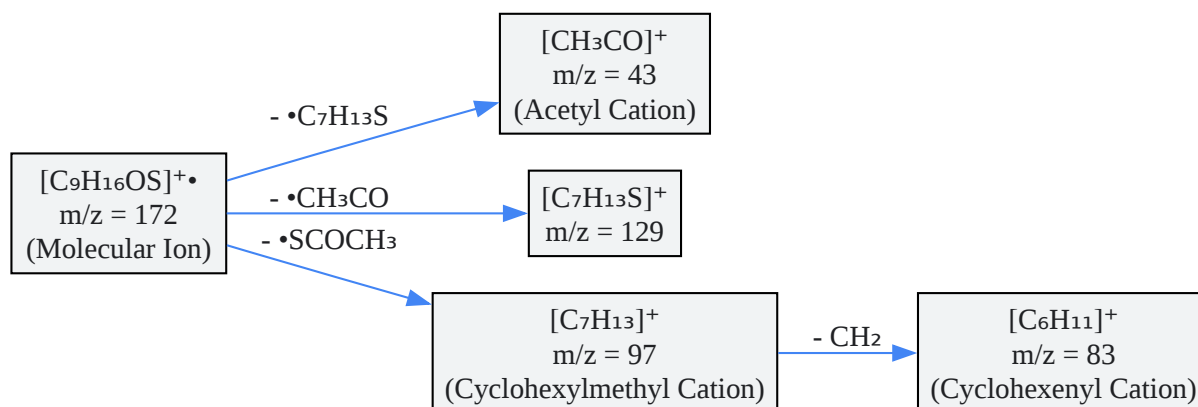 [CH₃CO]⁺
m/z = 43
(Acetyl Cation)
- •C₇H₁₃S
[C₉H₁₆OS]⁺•
m/z = 172
(Molecular Ion)
- •CH₃CO
[C₇H₁₃S]⁺
m/z = 129
- •SCOCH₃
[C₇H₁₃]⁺
m/z = 97
(Cyclohexylmethyl Cation)
- CH₂
[C₆H₁₁]⁺
m/z = 83
(Cyclohexenyl Cation)